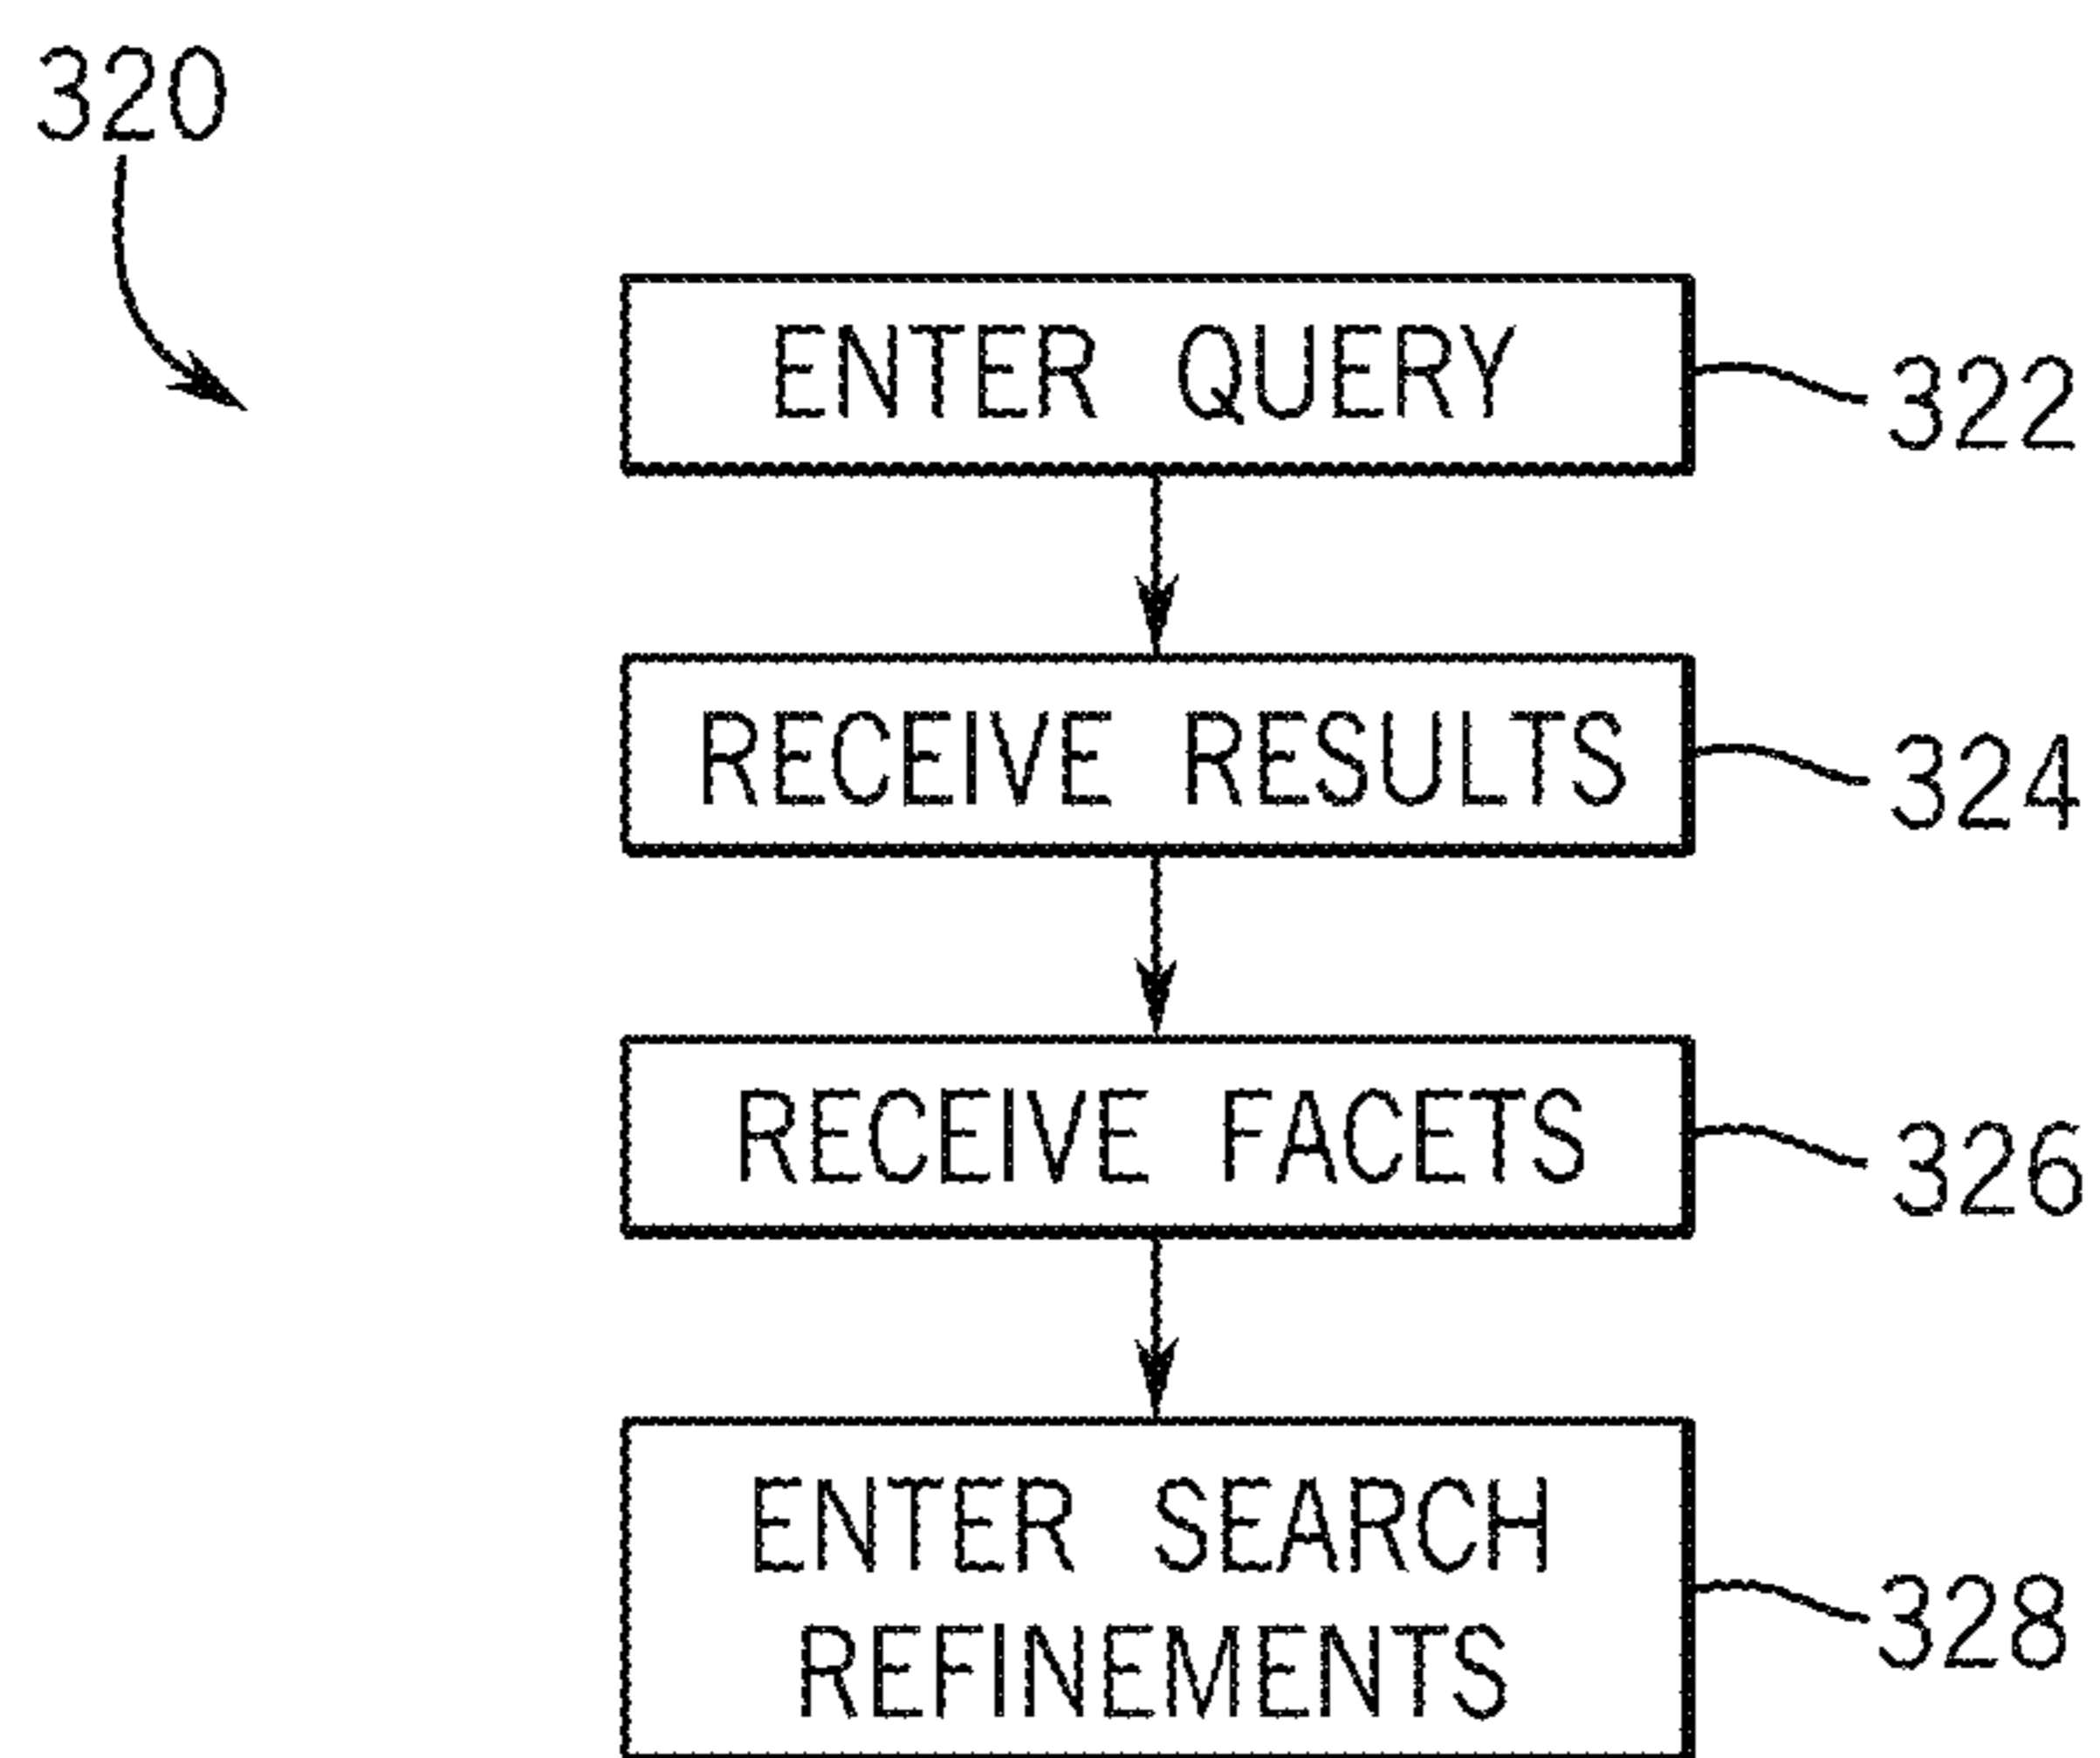 320
ENTER QUERY
322
RECEIVE RESULTS
324
RECEIVE FACETS
326
ENTER SEARCH
REFINEMENTS
328